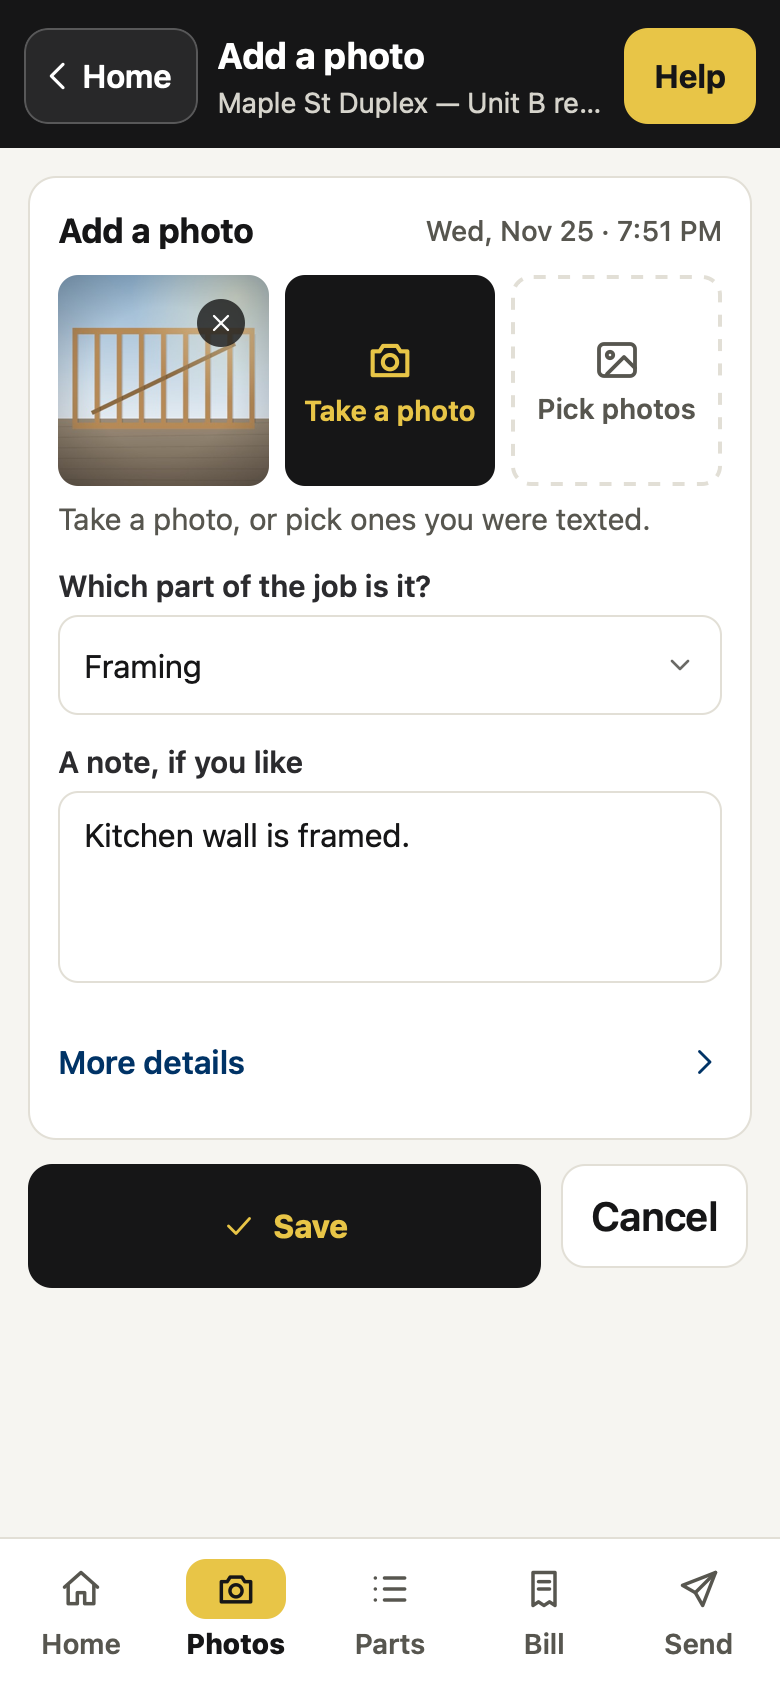 Home
Add a photo
Maple St Duplex — Unit B re...
Help
Add a photo
Wed, Nov 25 · 7:51 PM
Take a photo
Pick photos
Take a photo, or pick ones you were texted.
Which part of the job is it?
Framing
A note, if you like
Kitchen wall is framed.
More details
Save
Cancel
Home
Photos
Parts
Bill
Send